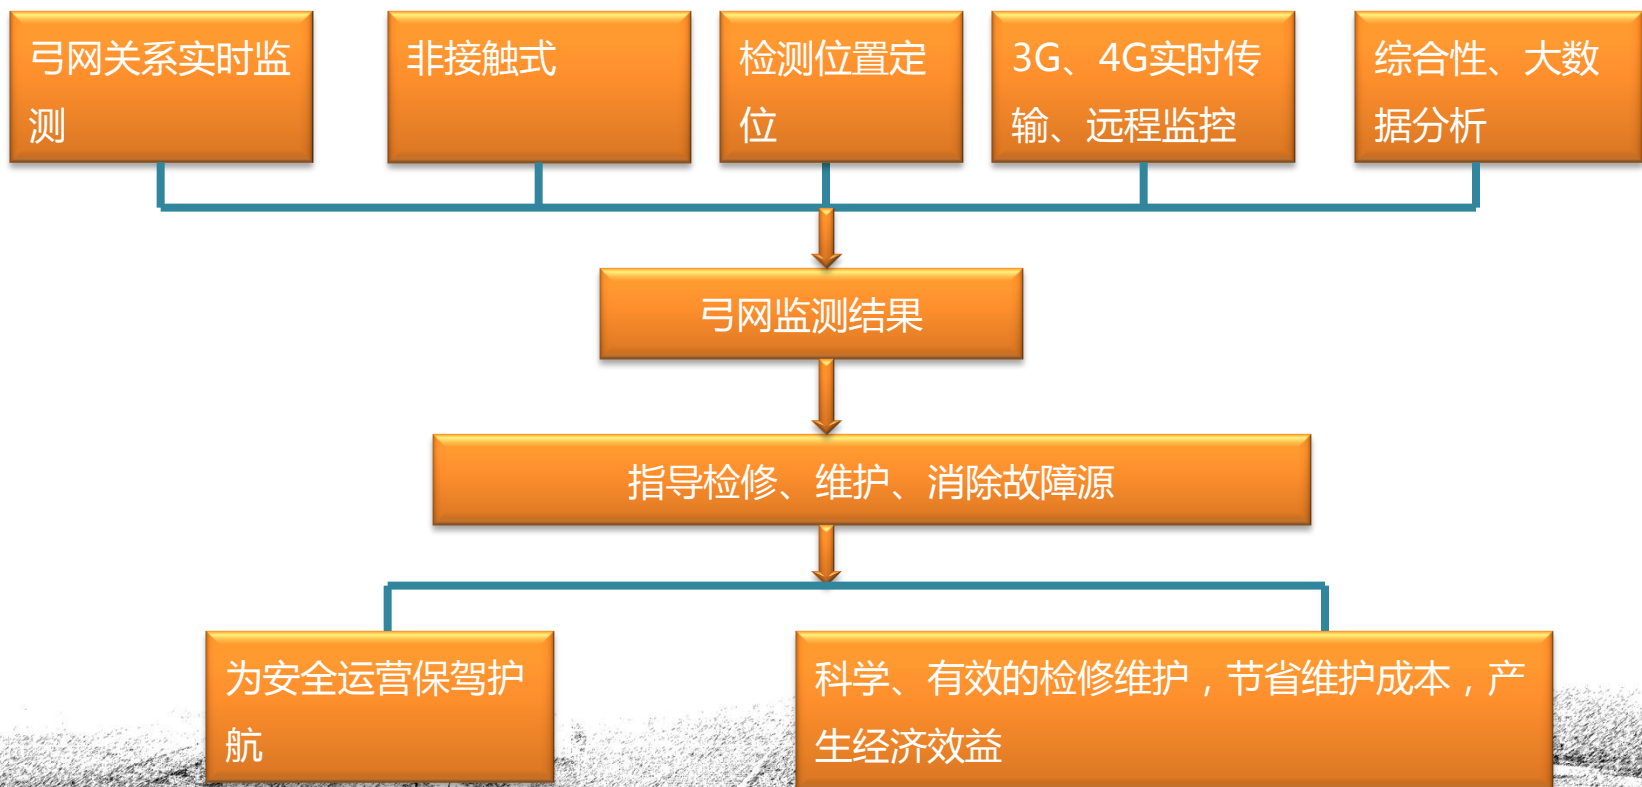 弓网关系实时监
测
非接触式
检测位置定
位
3G、4G实时传
输、远程监控
综合性、大数
据分析
弓网监测结果
指导检修、维护、消除故障源
为安全运营保驾护
航
科学、有效的检修维护，节省维护成本，产
生经济效益